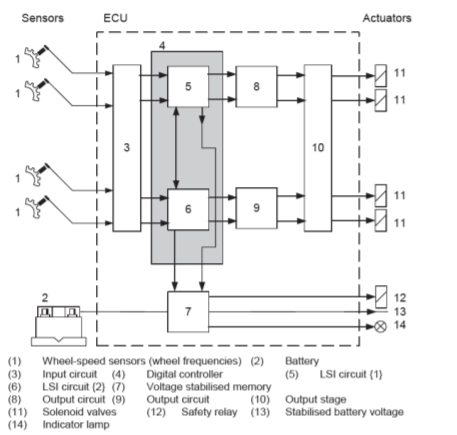 Sensors ECU Actuators
4
1 11
5 8
1 11
3 10
1 11
6 9
1 11
2 12
7 13
14
(1) Wheel-speed sensors (wheel frequencies) (2) Battery
(3) Input circuit (4) Digital controller (5) LSI circuit {1}
(6) LSI circuit {2} (7) Voltage stabilised memory
(8) Output circuit (9) Output circuit (10) Output stage
(11) Solenoid valves (12) Safety relay (13) Stabilised battery voltage
(14) Indicator lamp